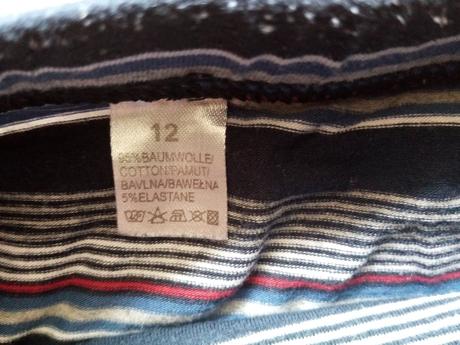 12
95%BAUMWOLLE/
COTTON/PAMUT/
BAVLNA/BAWEŁNA
5%ELASTANE